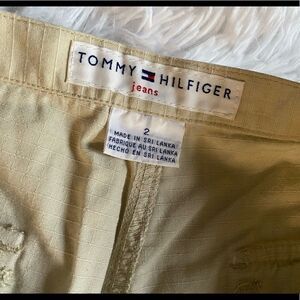 TOMMY HILFIGER
jeans
2
MADE IN SRI LANKA
FABRIQUE AU SRI LANKA
HECHO EN SRI LANKA